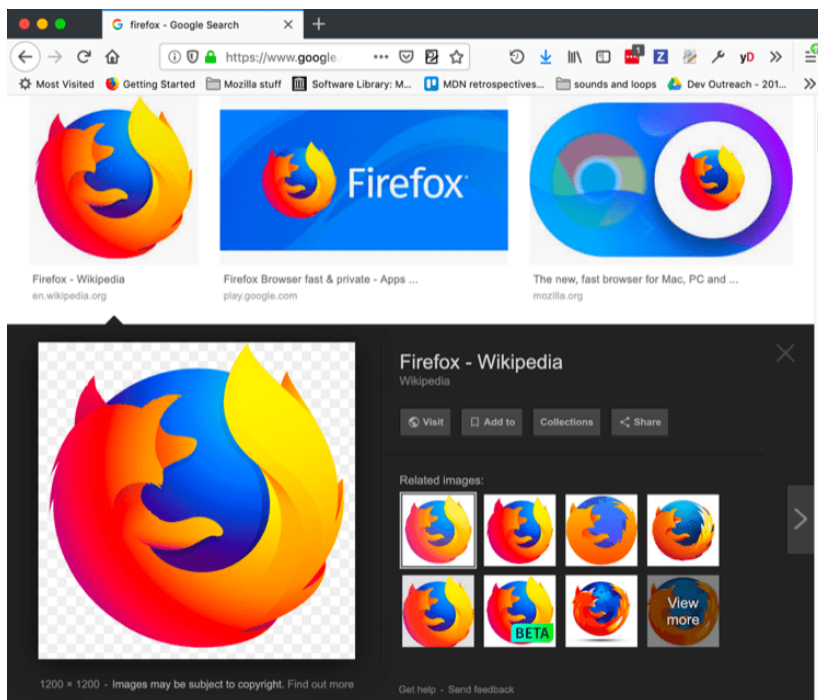 firefox - Google Search
https://www.google.
1
Z
yD
Most Visited
Getting Started
Mozilla stuff
Software Library: M...
MDN retrospectives...
sounds and loops
Dev Outreach - 201...
Firefox
Firefox - Wikipedia
en.wikipedia.org
Firefox Browser fast & private - Apps ...
play.google.com
The new, fast browser for Mac, PC and ...
mozilla.org
Firefox - Wikipedia
Wikipedia
Visit
Add to
Collections
Share
Related images:
BETA
View
more
1200 × 1200 - Images may be subject to copyright. Find out more
Get help - Send feedback